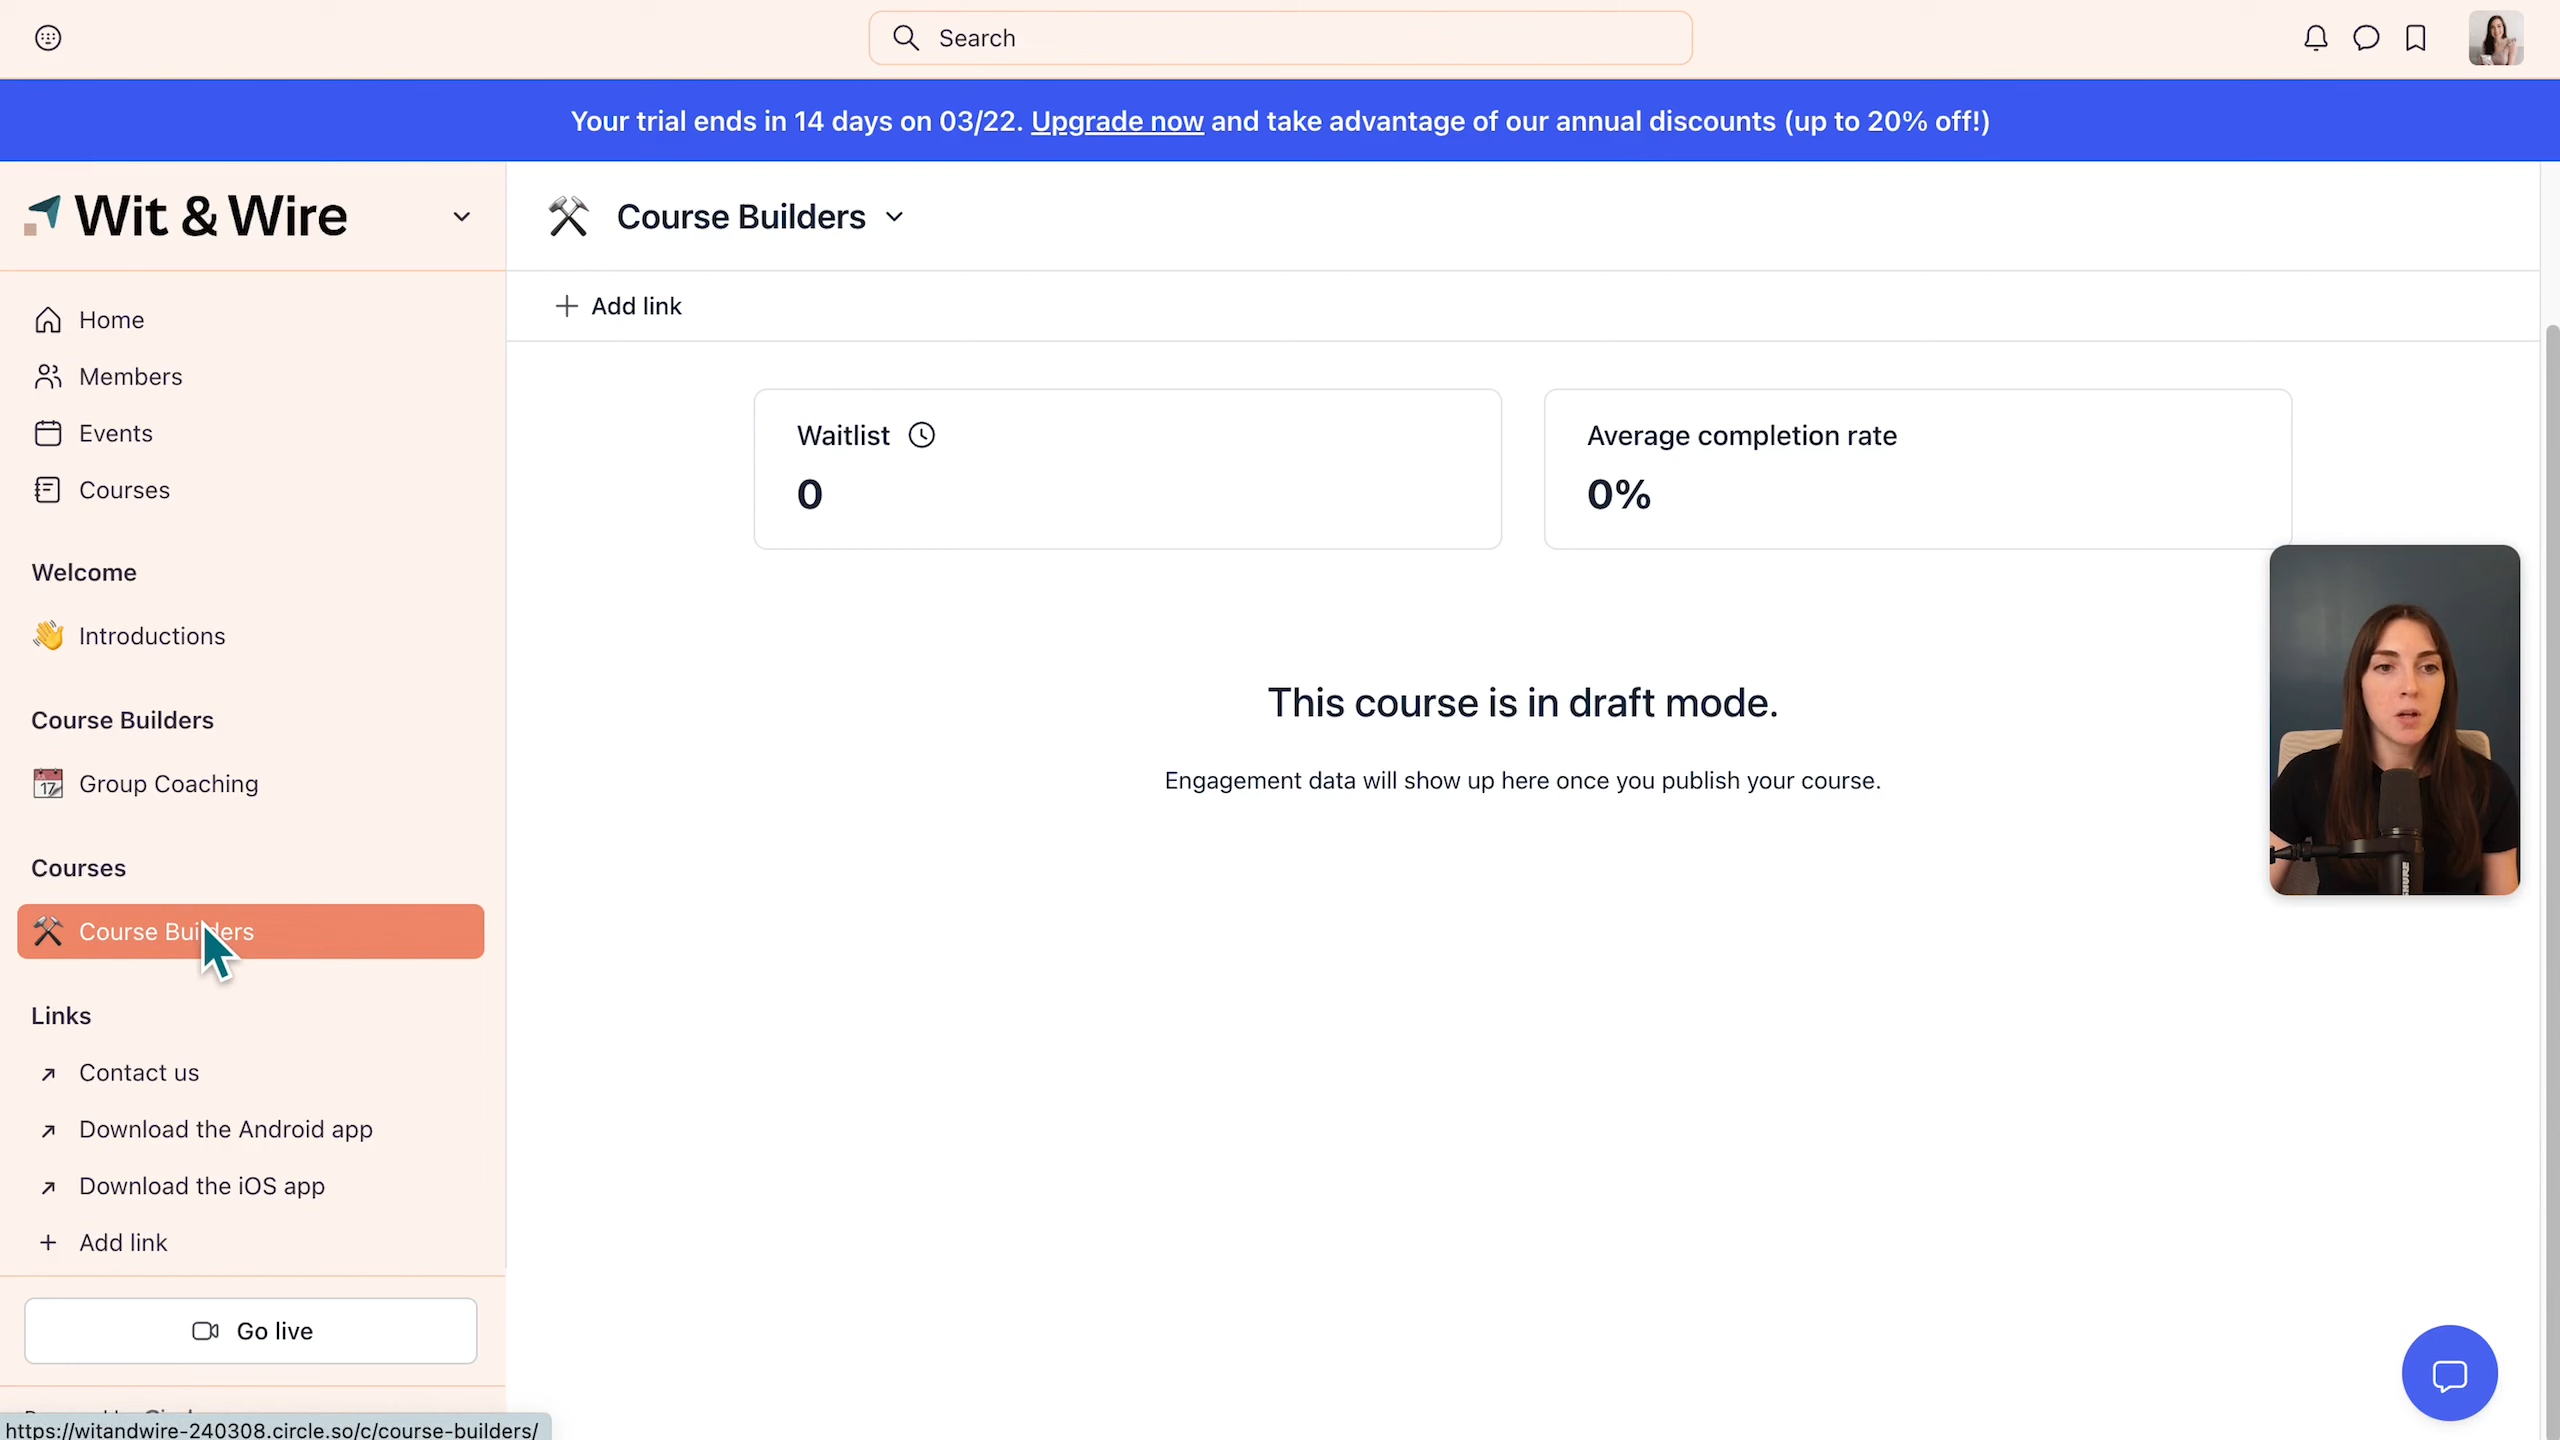 Search
Your trial ends in 14 days on 03/22. Upgrade now and take advantage of our annual discounts (up to 20% off!)
Wit & Wire
Home
Members
Events
Courses
Welcome
Introductions
Course Builders
17
Group Coaching
Courses
Course Builders
Links
Contact us
Download the Android app
Download the iOS app
Add link
Go live
https://witandwire-240308.circle.so/c/course-builders/
Course Builders
Add link
Waitlist
0
Average completion rate
0%
This course is in draft mode.
Engagement data will show up here once you publish your course.
SHURE